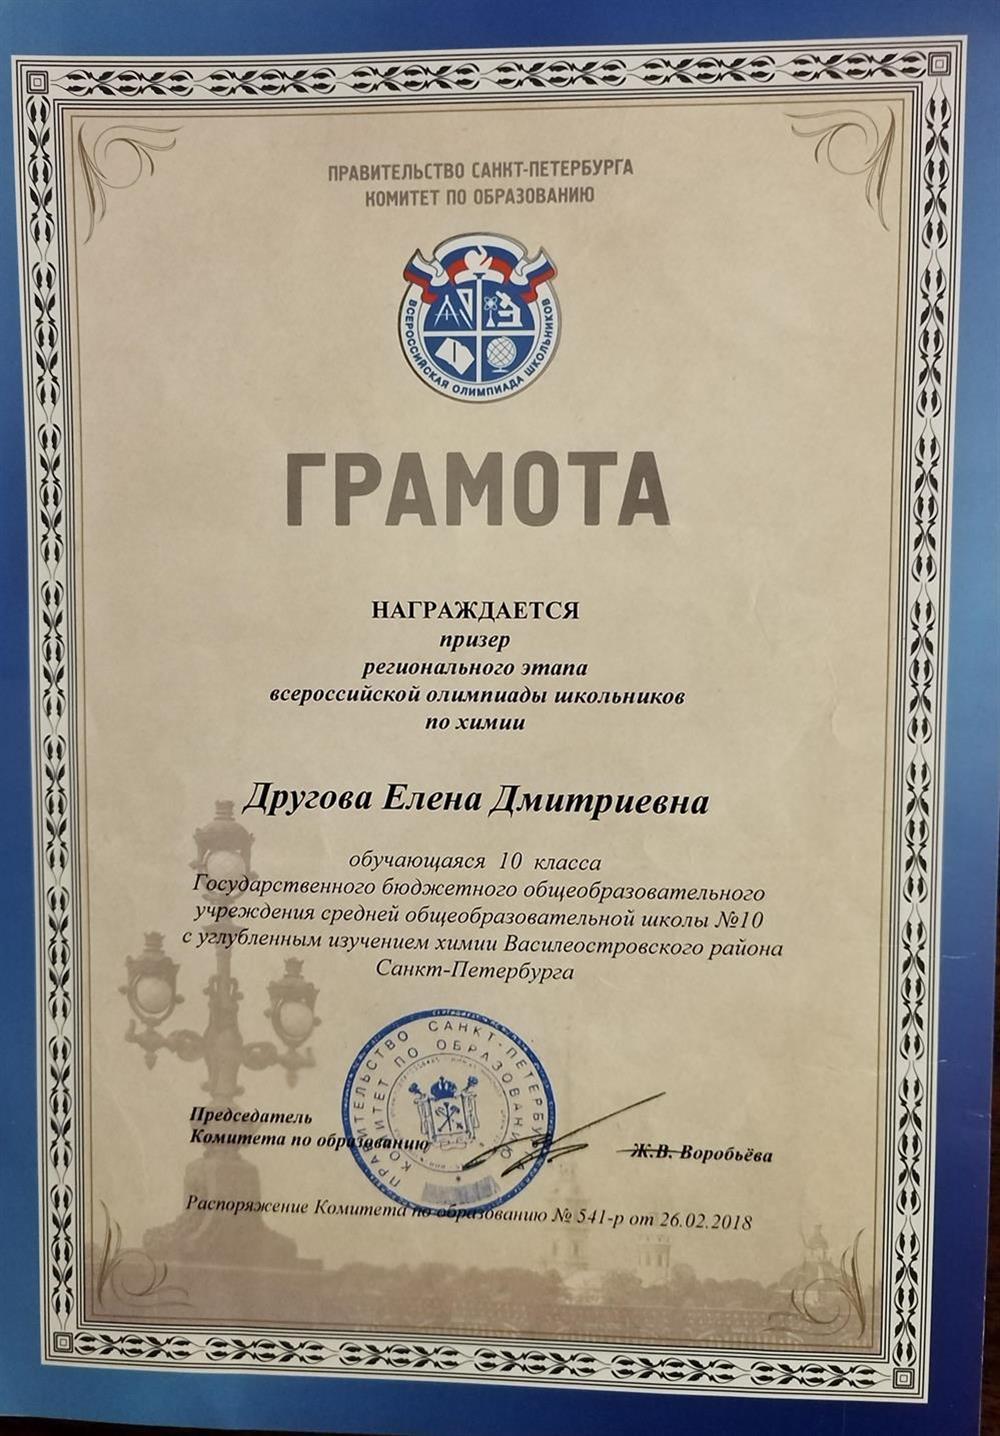 ПРАВИТЕЛЬСТВО САНКТ-ПЕТЕРБУРГА
КОМИТЕТ ПО ОБРАЗОВАНИЮ
ВСЕРОССИЙСКАЯ ОЛИМПИАДА ШКОЛЬНИКОВ
ГРАМОТА
НАГРАЖДАЕТСЯ
призер
регионального этапа
всероссийской олимпиады школьников
по химии
Другова Елена Дмитриевна
обучающаяся 10 класса
Государственного бюджетного общеобразовательного
учреждения средней общеобразовательной школы №10
с углубленным изучением химии Василеостровского района
Санкт-Петербурга
ПРАВИТЕЛЬСТВО САНКТ-ПЕТЕРБУРГА
КОМИТЕТ ПО ОБРАЗОВАНИЮ
Председатель
Комитета по образованию
Ж.В. Воробьёва
Распоряжение Комитета по образованию № 541-р от 26.02.2018